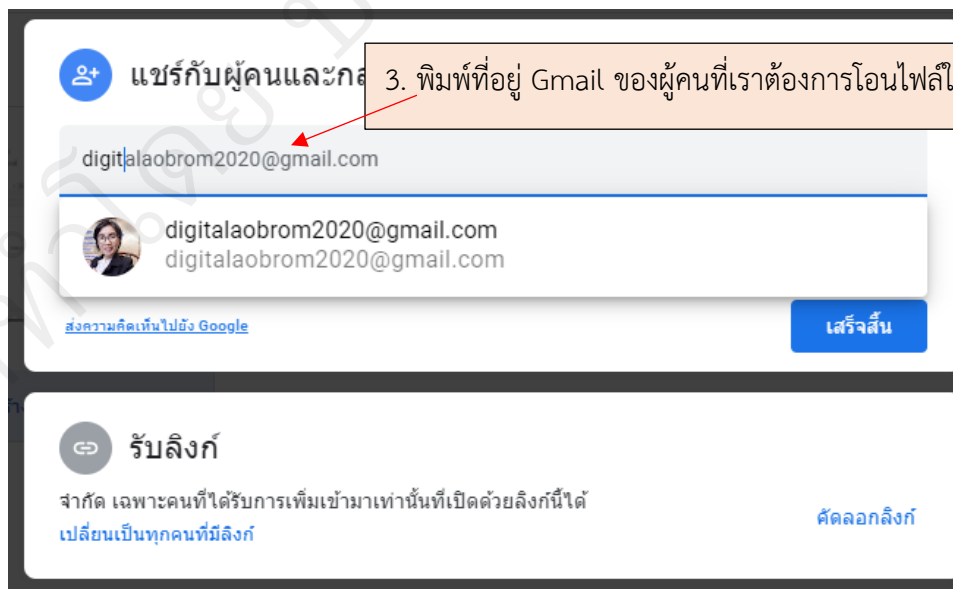 แชร์กับผู้คนและกล
3. พิมพ์ที่อยู่ Gmail ของผู้คนที่เราต้องการโอนไฟล์ใ
digitalaobrom2020@gmail.com
digitalaobrom2020@gmail.com
digitalaobrom2020@gmail.com
ส่งความคิดเห็นไปยัง Google
เสร็จสิ้น
รับลิงก์
จำกัด เฉพาะคนที่ได้รับการเพิ่มเข้ามาเท่านั้นที่เปิดด้วยลิงก์นี้ได้
เปลี่ยนเป็นทุกคนที่มีลิงก์
คัดลอกลิงก์